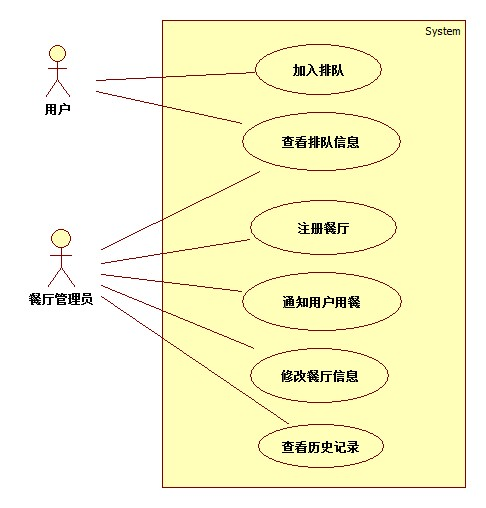 System
加入排队
用户
查看排队信息
注册餐厅
餐厅管理员
通知用户用餐
修改餐厅信息
查看历史记录